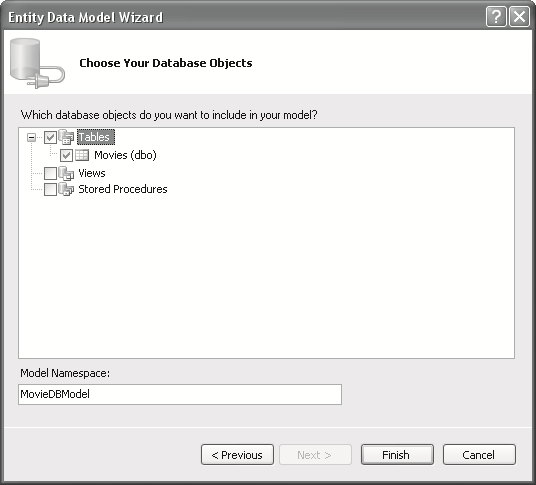 Entity Data Model Wizard
Choose Your Database Objects
Which database objects do you want to include in your model?
Tables
Movies (dbo)
Views
Stored Procedures
Model Namespace:
MovieDBModel
< Previous Next > Finish Cancel